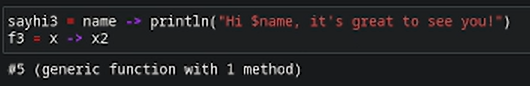 sayhi3 = name -> println("Hi $name, it's great to see you!")
f3 = x -> x2
#5 (generic function with 1 method)